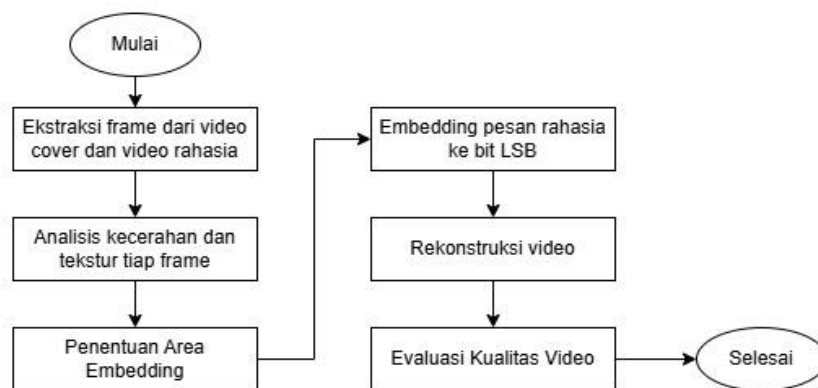 Mulai
Ekstraksi frame dari video
cover dan video rahasia
Analisis kecerahan dan
tekstur tiap frame
Penentuan Area
Embedding
Embedding pesan rahasia
ke bit LSB
Rekonstruksi video
Evaluasi Kualitas Video
Selesai